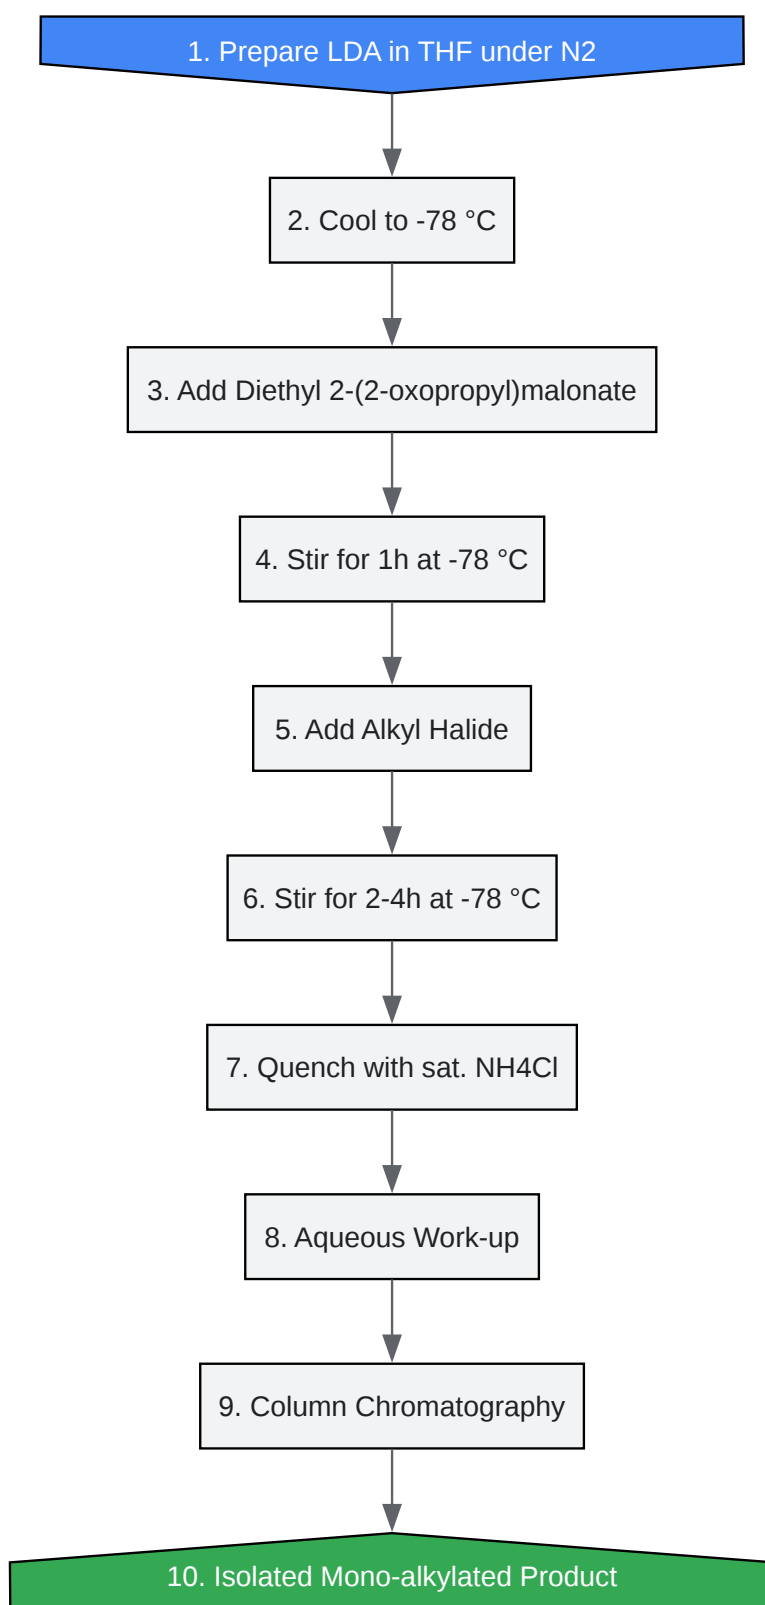 1. Prepare LDA in THF under N2
2. Cool to -78 °C
3. Add Diethyl 2-(2-oxopropyl)malonate
4. Stir for 1h at -78 °C
5. Add Alkyl Halide
6. Stir for 2-4h at -78 °C
7. Quench with sat. NH4Cl
8. Aqueous Work-up
9. Column Chromatography
10. Isolated Mono-alkylated Product